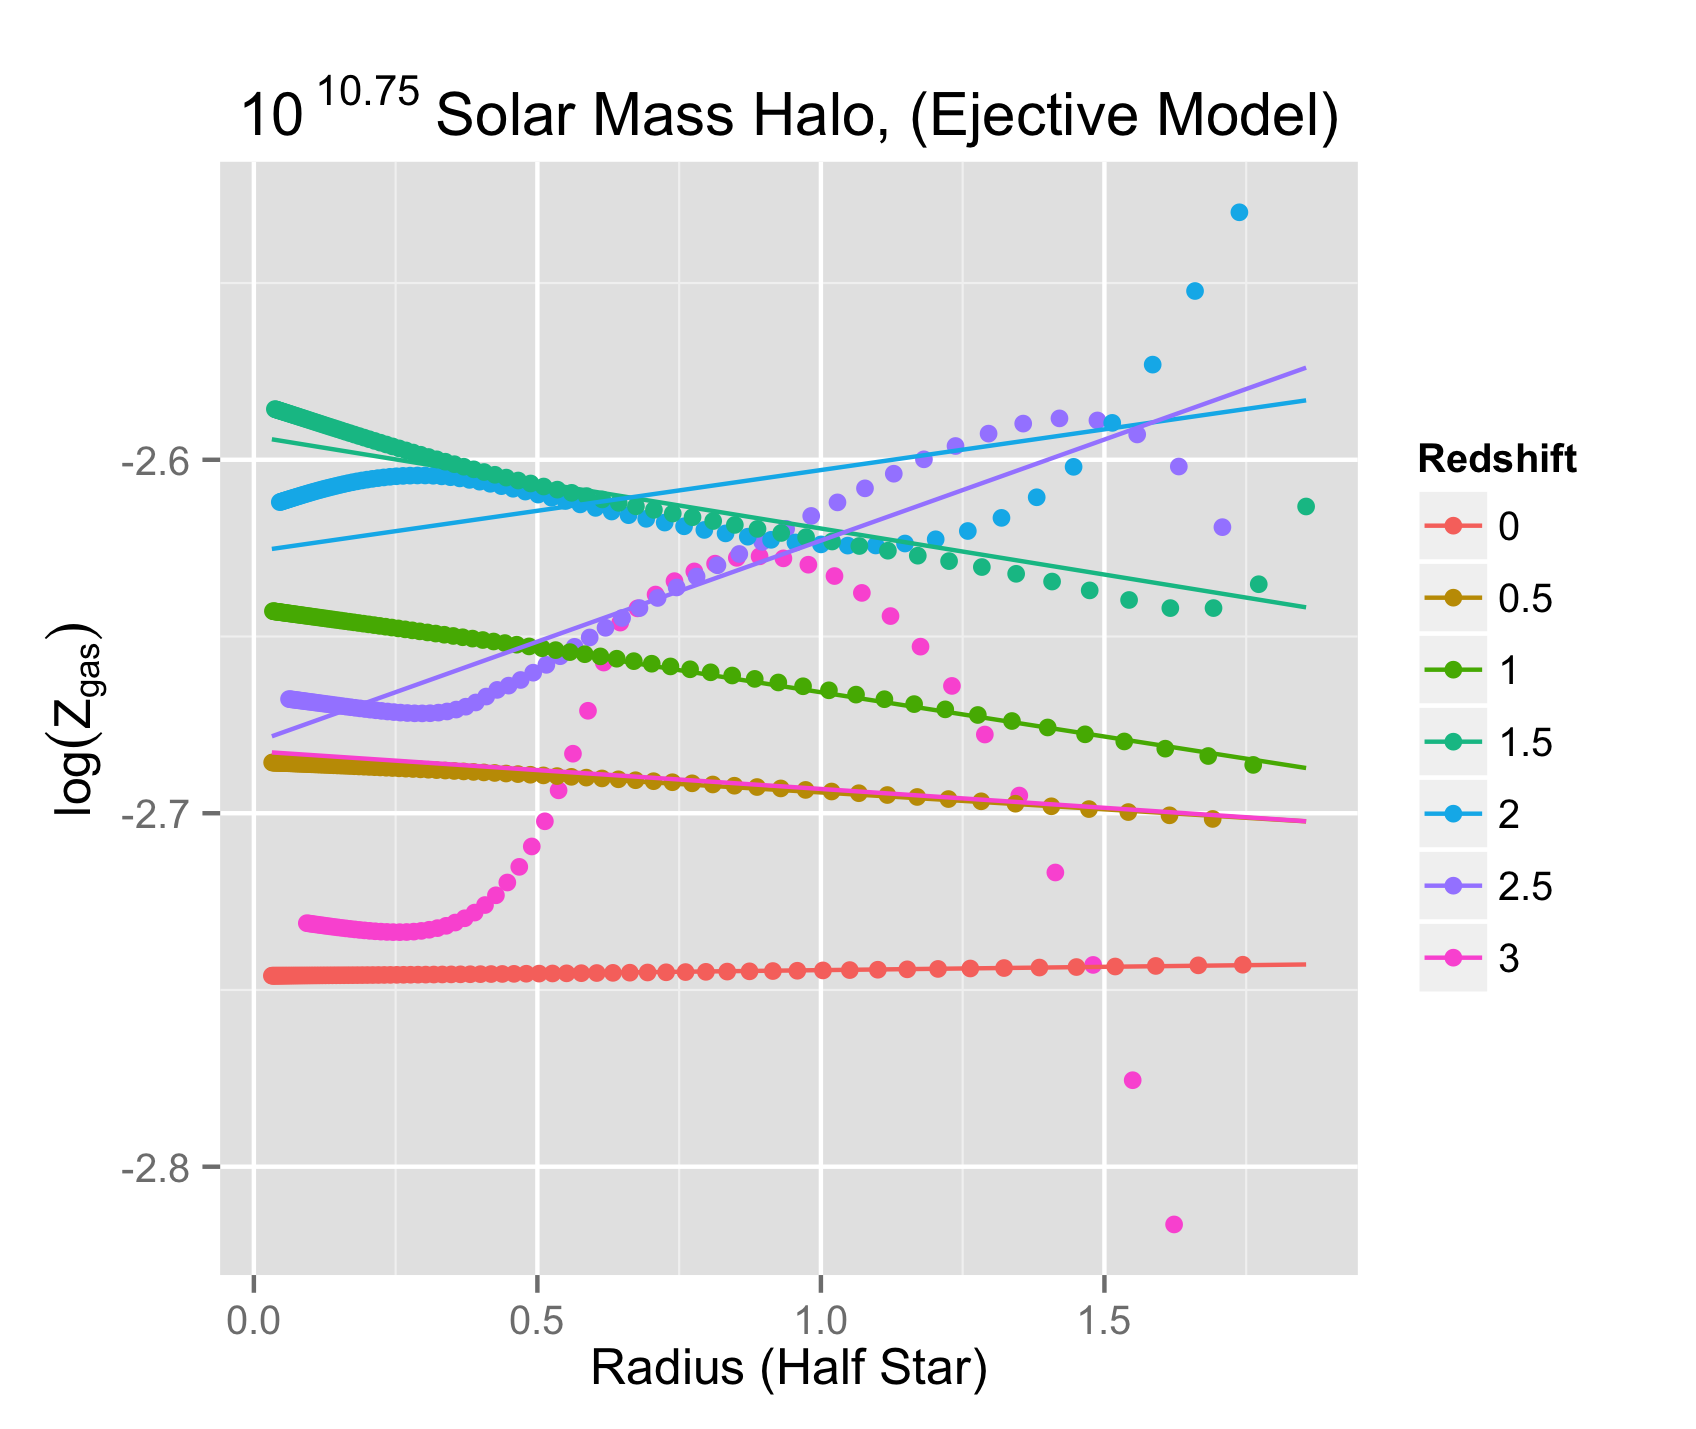 10 10.75 Solar Mass Halo, (Ejective Model)
log(Zgas)
-2.6
-2.7
-2.8
0.0 0.5 1.0 1.5
Radius (Half Star)
Redshift
0
0.5
1
1.5
2
2.5
3